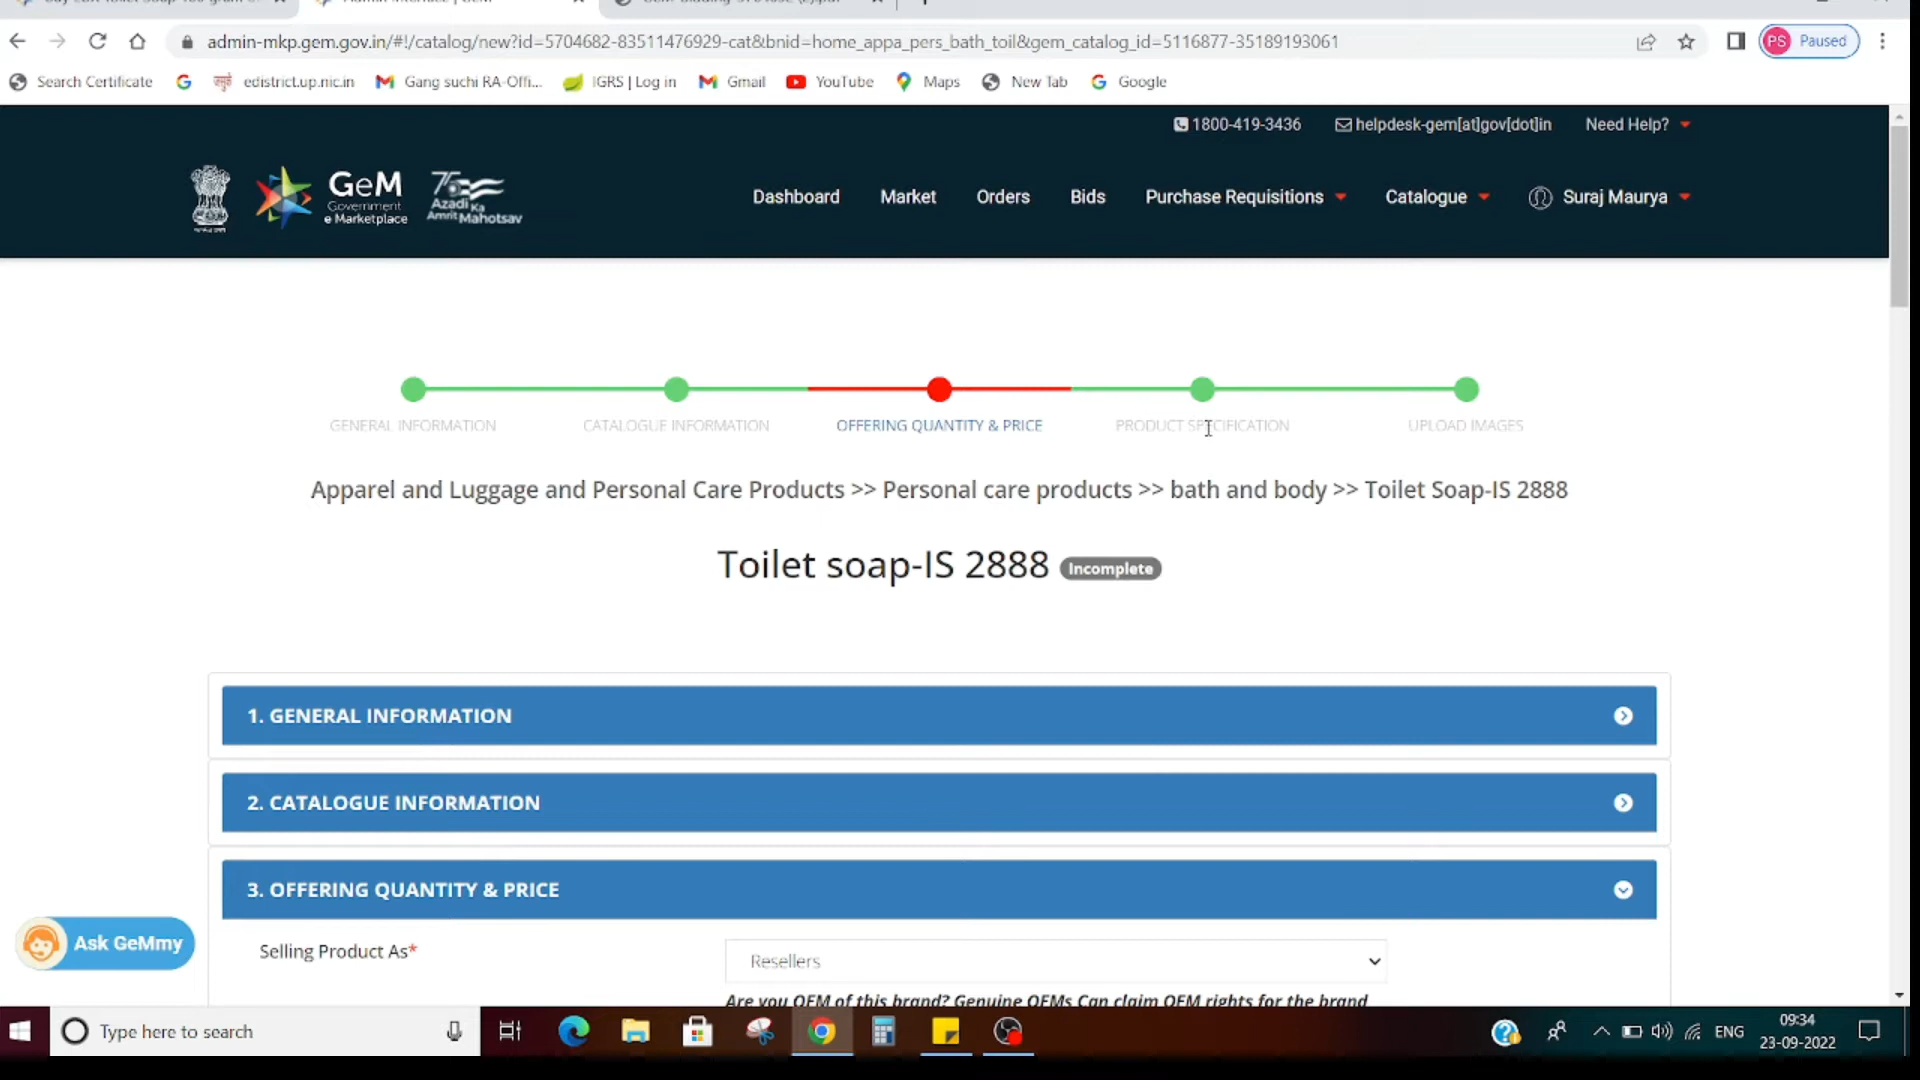 admin-mkp.gem.gov.in/#!/catalog/new?id=5704682-83511476929-cat&bnid=home_appa_pers_bath_toil&gem_catalog_id=5116877-35189193061
PS Paused
Search Certificate
edistrict.up.nic.in
Gang suchi RA-Offi...
IGRS | Log in
Gmail
YouTube
Maps
New Tab
Google
1800-419-3436
helpdesk-gem[at]gov[dot]in
Need Help?
GeM
Government
e Marketplace
75
Azadi Ka
Amrit Mahotsav
Dashboard
Market
Orders
Bids
Purchase Requisitions
Catalogue
Suraj Maurya
GENERAL INFORMATION
CATALOGUE INFORMATION
OFFERING QUANTITY & PRICE
PRODUCT SPECIFICATION
UPLOAD IMAGES
Apparel and Luggage and Personal Care Products >> Personal care products >> bath and body >> Toilet Soap-IS 2888
Toilet soap-IS 2888 Incomplete
1. GENERAL INFORMATION
2. CATALOGUE INFORMATION
3. OFFERING QUANTITY & PRICE
Selling Product As*
Resellers
Are you OEM of this brand? Genuine OEMs Can claim OEM rights for the brand
Ask GeMmy
Type here to search
ENG
09:34
23-09-2022